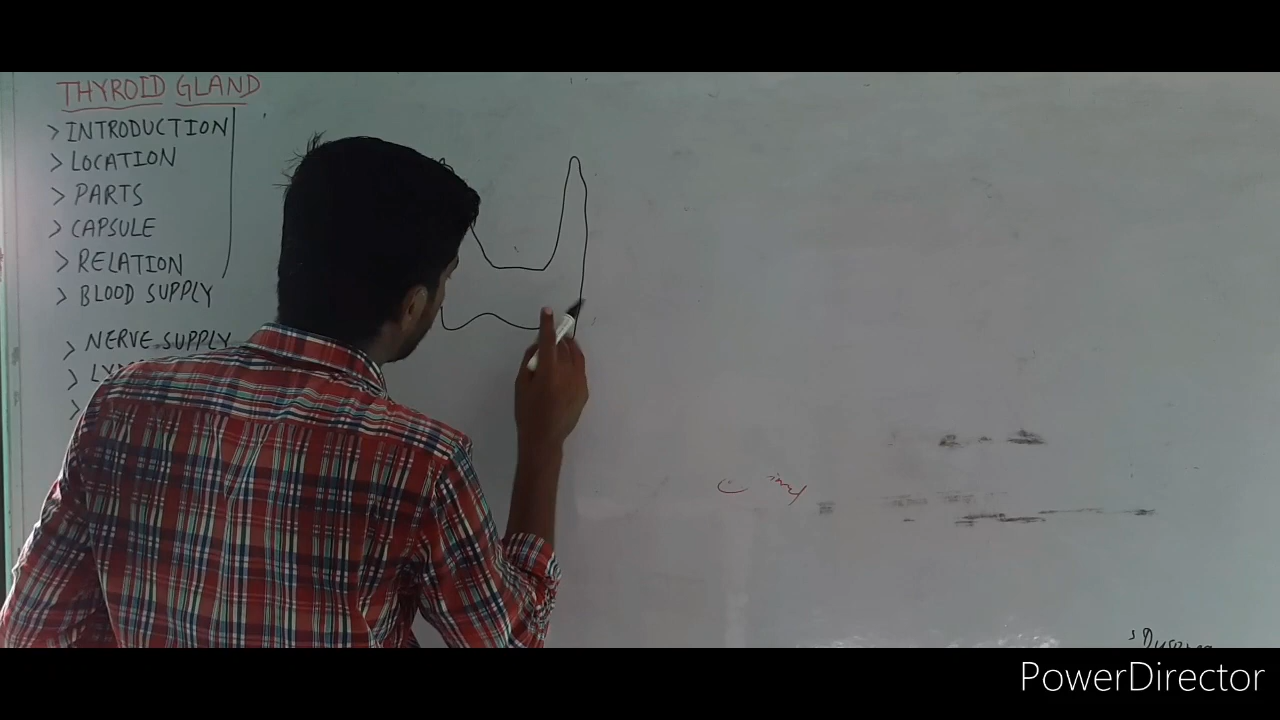 THYROID GLAND
> INTRODUCTION
> LOCATION
> PARTS
> CAPSULE
> RELATION
> BLOOD SUPPLY
> NERVE SUPPLY
>
>
PowerDirector